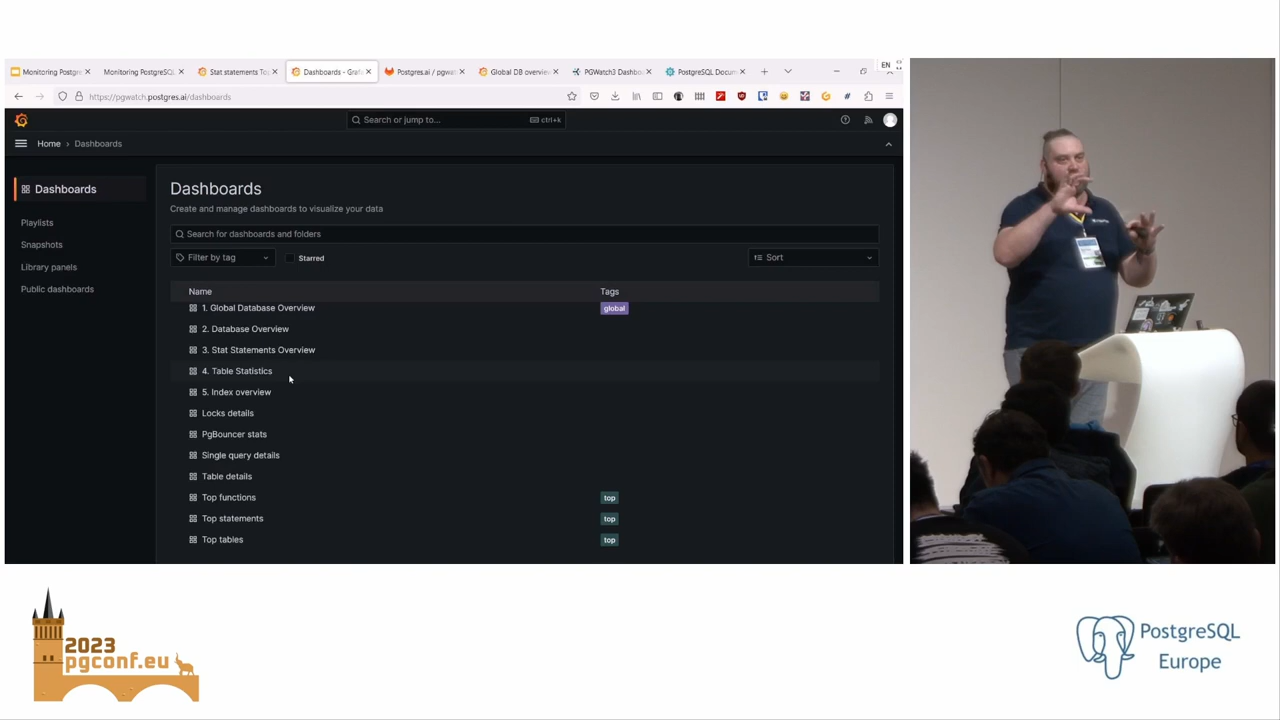 Monitoring Postgre
Monitoring PostgreSQL
Stat statements To
Dashboards - Grafa
Postgres.ai / pgwat
Global DB overview
PGWatch3 Dashbo
PostgreSQL Docum
EN
https://pgwatch.postgres.ai/dashboards
Search or jump to...
ctrl+k
Home › Dashboards
Dashboards
Playlists
Snapshots
Library panels
Public dashboards
Dashboards
Create and manage dashboards to visualize your data
Search for dashboards and folders
Filter by tag
Starred
Sort
Name Tags
1. Global Database Overview global
2. Database Overview
3. Stat Statements Overview
4. Table Statistics
5. Index overview
Locks details
PgBouncer stats
Single query details
Table details
Top functions top
Top statements top
Top tables top
2023
pgconf.eu
PostgreSQL
Europe